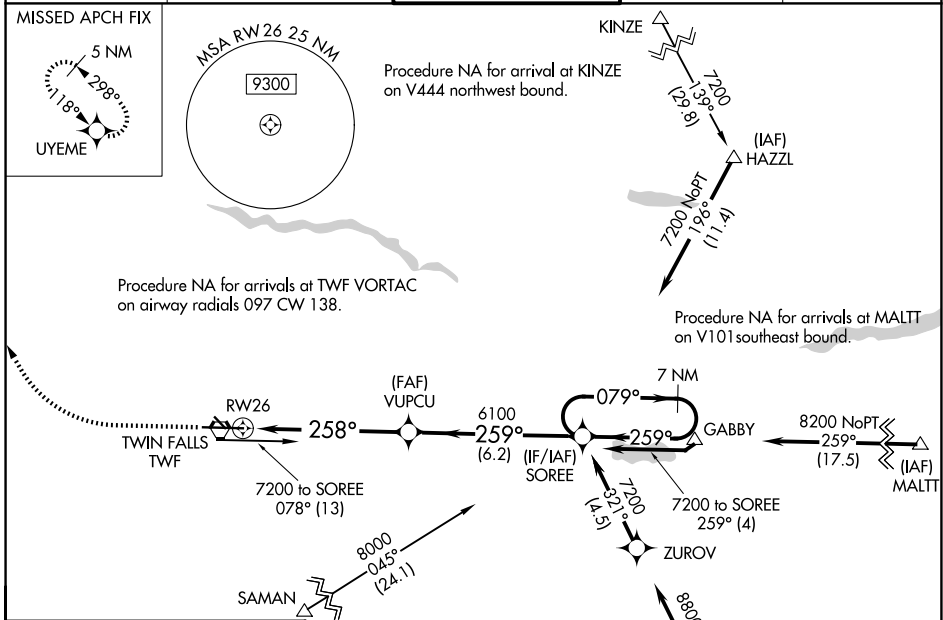 MISSED APCH FIX
5 NM
298°
118°
UYEME
MSA RW26 25 NM
9300
Procedure NA for arrival at KINZE
on V444 northwest bound.
KINZE
7200
139°
(29.8)
(IAF)
HAZZL
7200 NoPT
196°
(11.4)
Procedure NA for arrivals at TWF VORTAC
on airway radials 097 CW 138.
Procedure NA for arrivals at MALTT
on V101southeast bound.
RW26
TWIN FALLS
TWF
258°
(FAF)
VUPCU
6100
259°
(6.2)
(IF/IAF)
SOREE
079°
7 NM
259°
GABBY
8200 NoPT
259°
(17.5)
(IAF)
MALTT
7200 to SOREE
078° (13)
7200 to SOREE
259° (4)
7200
321°
(4.5)
ZUROV
8000
045°
(24.1)
SAMAN
8800